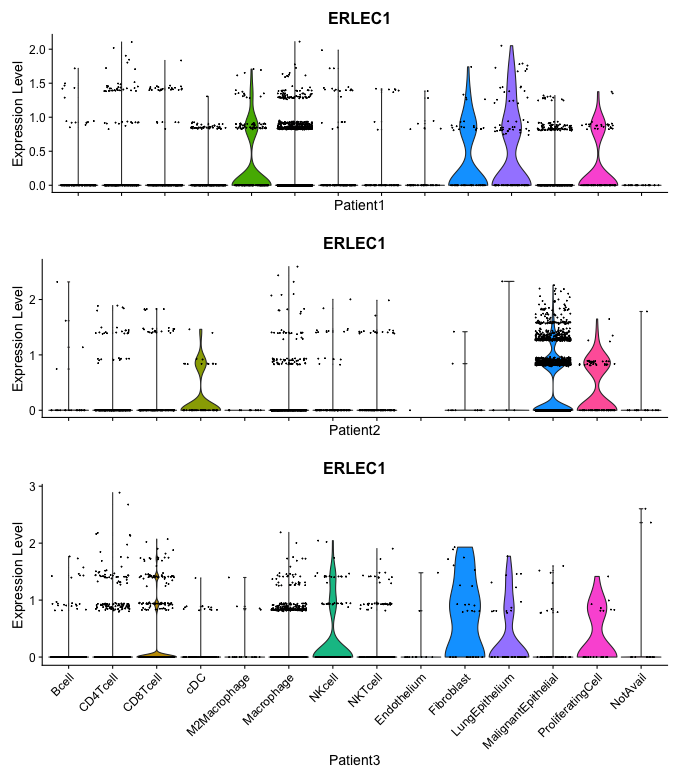 ERLEC1
Expression Level
2.0
1.5
1.0
0.5
0.0
Patient1
ERLEC1
Expression Level
2
1
0
Patient2
ERLEC1
Expression Level
3
2
1
0
Bcell
CD4Tcell
CD8Tcell
cDC
M2Macrophage
Macrophage
NKcell
NKTcell
Endothelium
Fibroblast
LungEpithelium
MalignantEpithelial
ProliferatingCell
NotAvail
Patient3